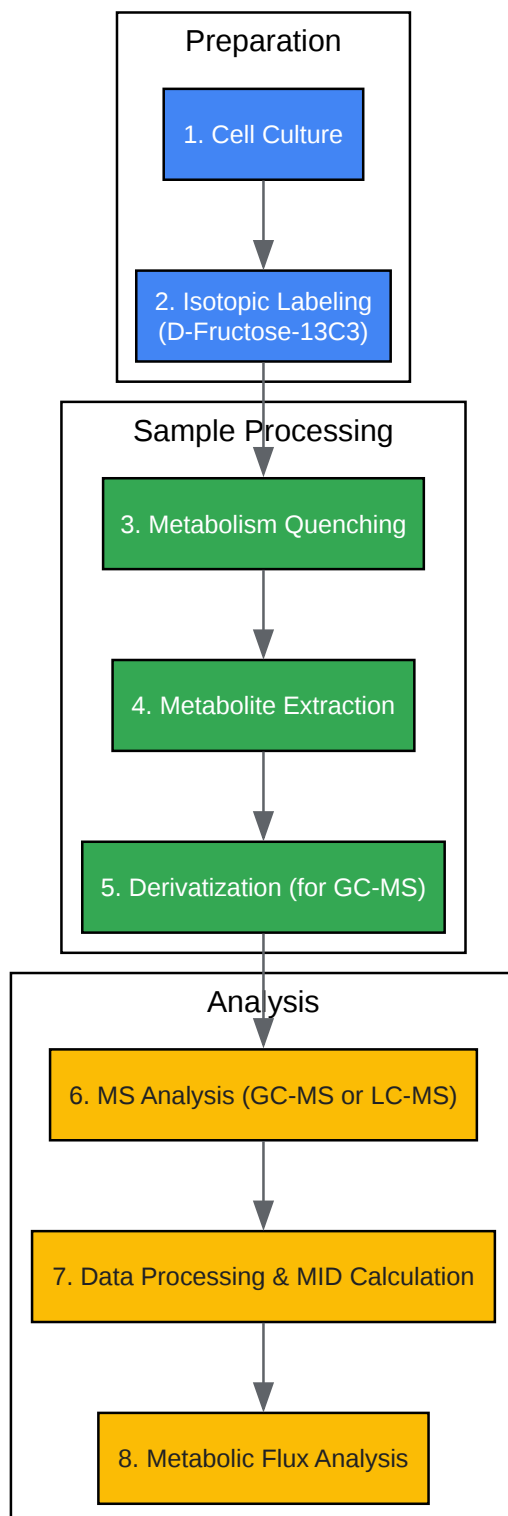 Preparation
1. Cell Culture
2. Isotopic Labeling
(D-Fructose-13C3)
Sample Processing
3. Metabolism Quenching
4. Metabolite Extraction
5. Derivatization (for GC-MS)
Analysis
6. MS Analysis (GC-MS or LC-MS)
7. Data Processing & MID Calculation
8. Metabolic Flux Analysis